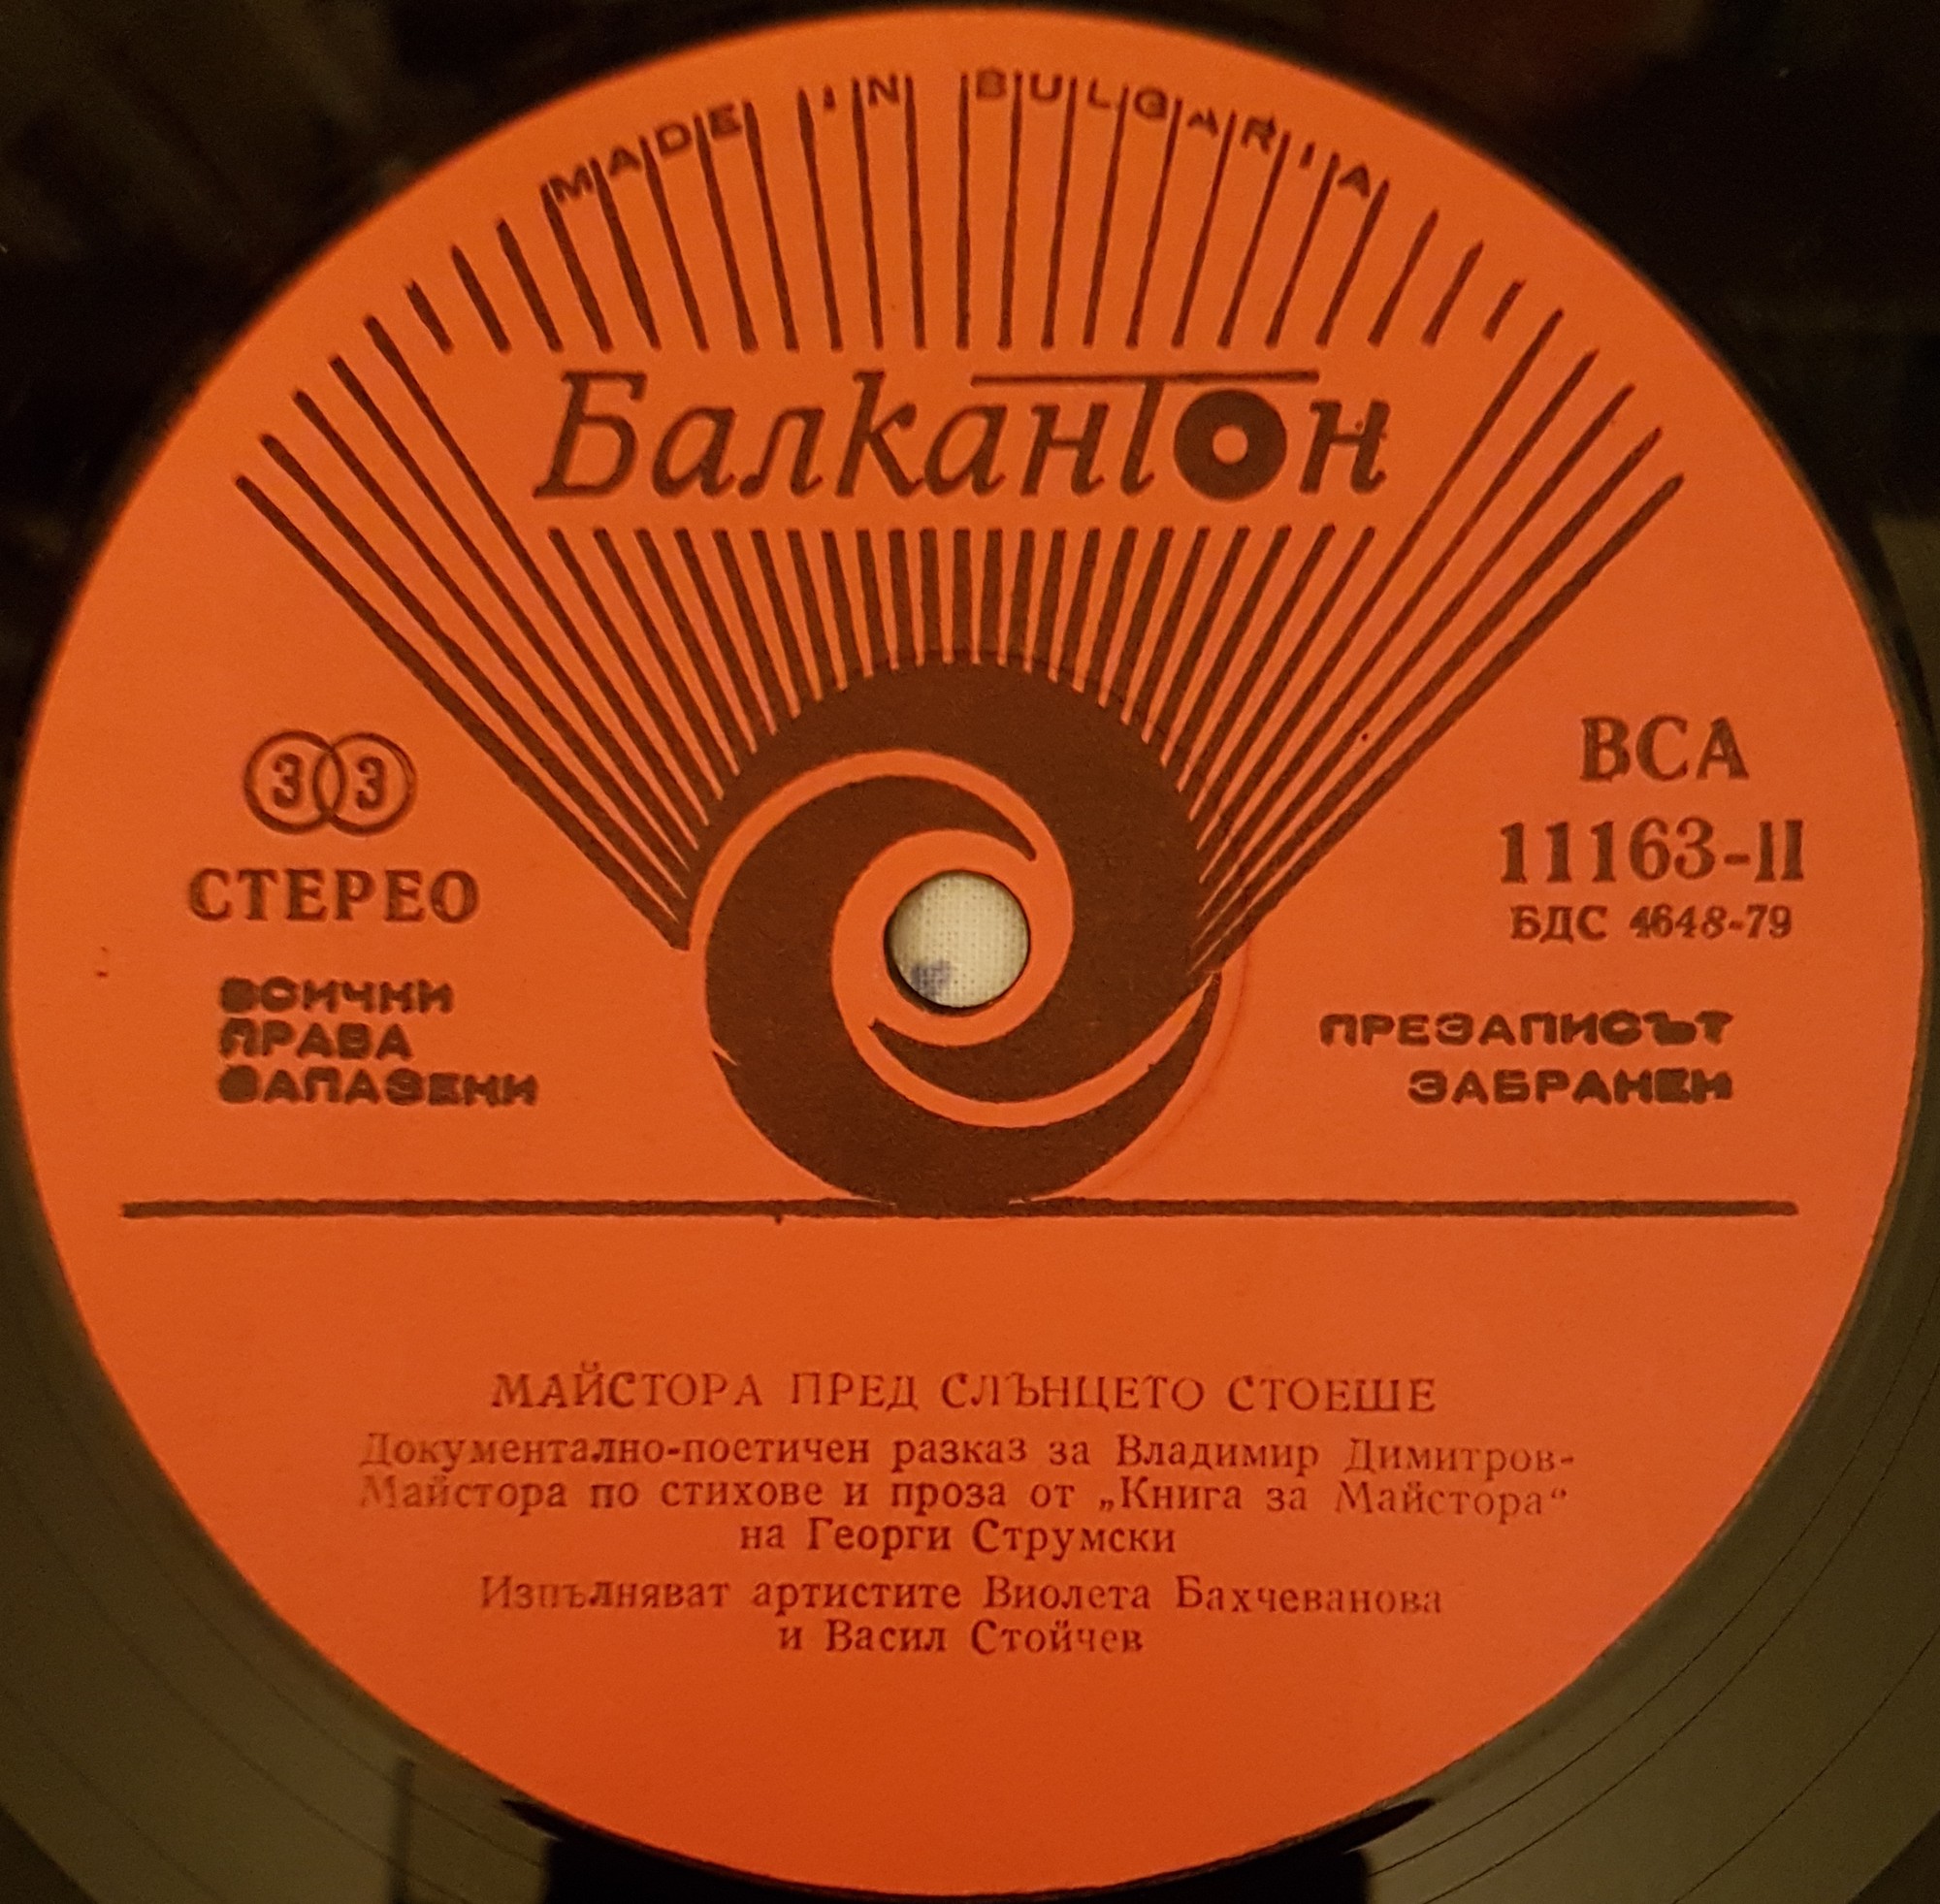 MADE IN BULGARIA
Балкантон
33
СТЕРЕО
ВСИЧКИ
ПРАВА
ЗАПАЗЕНИ
ВСА
11163-II
БДС 4648-79
ПРЕЗАПИСЪТ
ЗАБРАНЕН
МАЙСТОРА ПРЕД СЛЪНЦЕТО СТОЕШЕ
Документално-поетичен разказ за Владимир Димитров-
Майстора по стихове и проза от „Книга за Майстора“
на Георги Струмски
Изпълняват артистите Виолета Бахчеванова
и Васил Стойчев